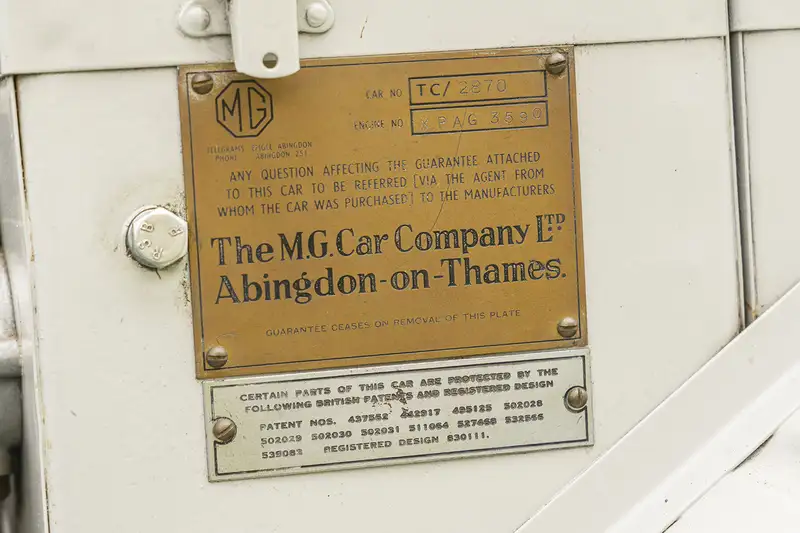 MG
CAR NO TC/2870
ENGINE NO XPAG 3590
TELEGRAMS ABINGDON
PHONE ABINGDON 251
ANY QUESTION AFFECTING THE GUARANTEE ATTACHED
TO THIS CAR TO BE REFERRED [VIA THE AGENT FROM
WHOM THE CAR WAS PURCHASED] TO THE MANUFACTURERS
The M.G. Car Company LTD
Abingdon-on-Thames.
GUARANTEE CEASES ON REMOVAL OF THIS PLATE
CERTAIN PARTS OF THIS CAR ARE PROTECTED BY THE
FOLLOWING BRITISH PATENTS AND REGISTERED DESIGN
PATENT NOS. 437562 442917 495125 502028
502029 502030 502031 511064 527668 532566
539082 REGISTERED DESIGN 830111.